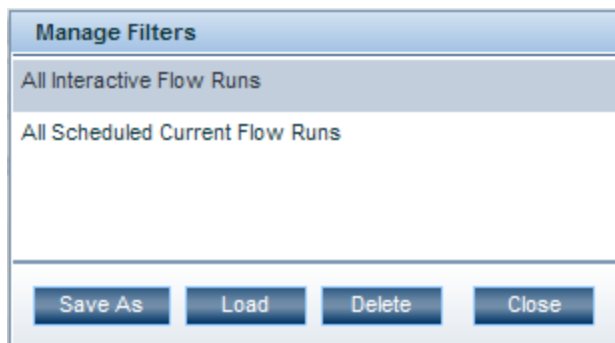 Manage Filters
All Interactive Flow Runs
All Scheduled Current Flow Runs
Save As Load Delete Close